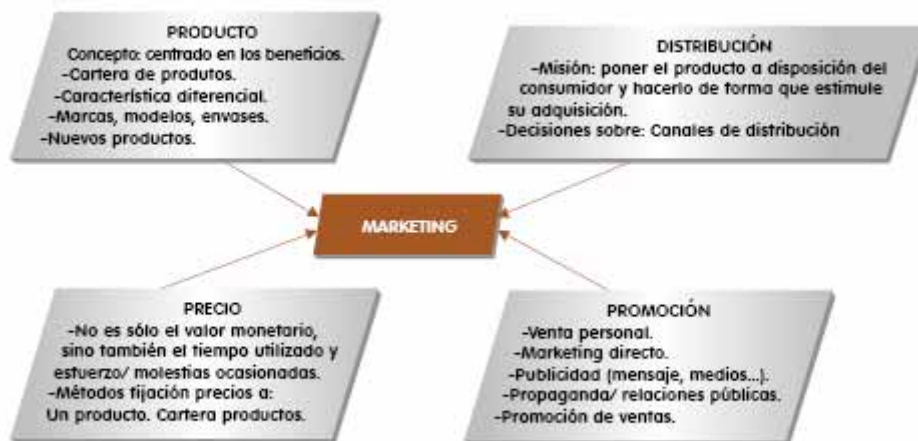 PRODUCTO
Concepto: centrado en los beneficios.
-Cartera de produtos.
-Característica diferencial.
-Marcas, modelos, envases.
-Nuevos productos.
DISTRIBUCIÓN
-Misión: poner el producto a disposición del
consumidor y hacerlo de forma que estimule
su adquisición.
-Decisiones sobre: Canales de distribución
MARKETING
PRECIO
-No es sólo el valor monetario,
sino también el tiempo utilizado y
esfuerzo/ molestias ocasionadas.
-Métodos fijación precios a:
Un producto. Cartera productos.
PROMOCIÓN
-Venta personal.
-Marketing directo.
-Publicidad (mensaje, medios...).
-Propaganda/ relaciones públicas.
-Promoción de ventas.